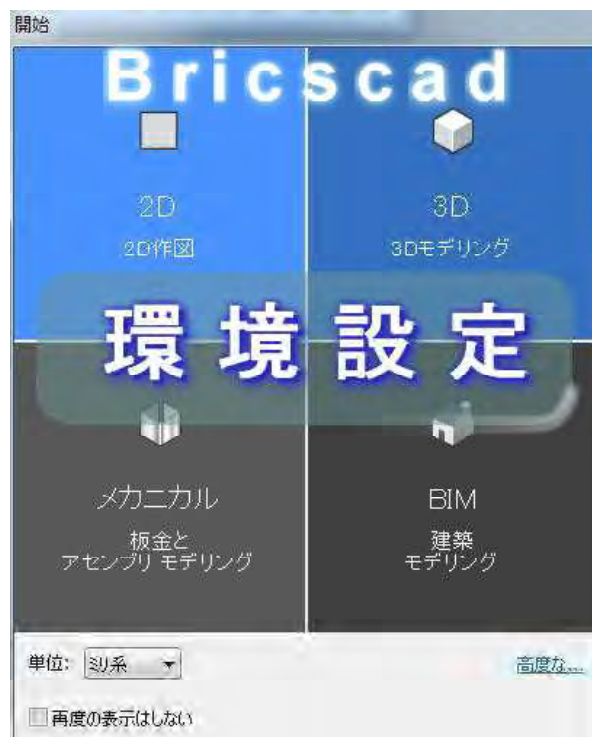 開始
Bricscad
2D
2D作図
3D
3Dモデリング
環境設定
メカニカル
板金と
アセンブリ モデリング
BIM
建築
モデリング
単位: ミリ系
高度な...
再度の表示はしない